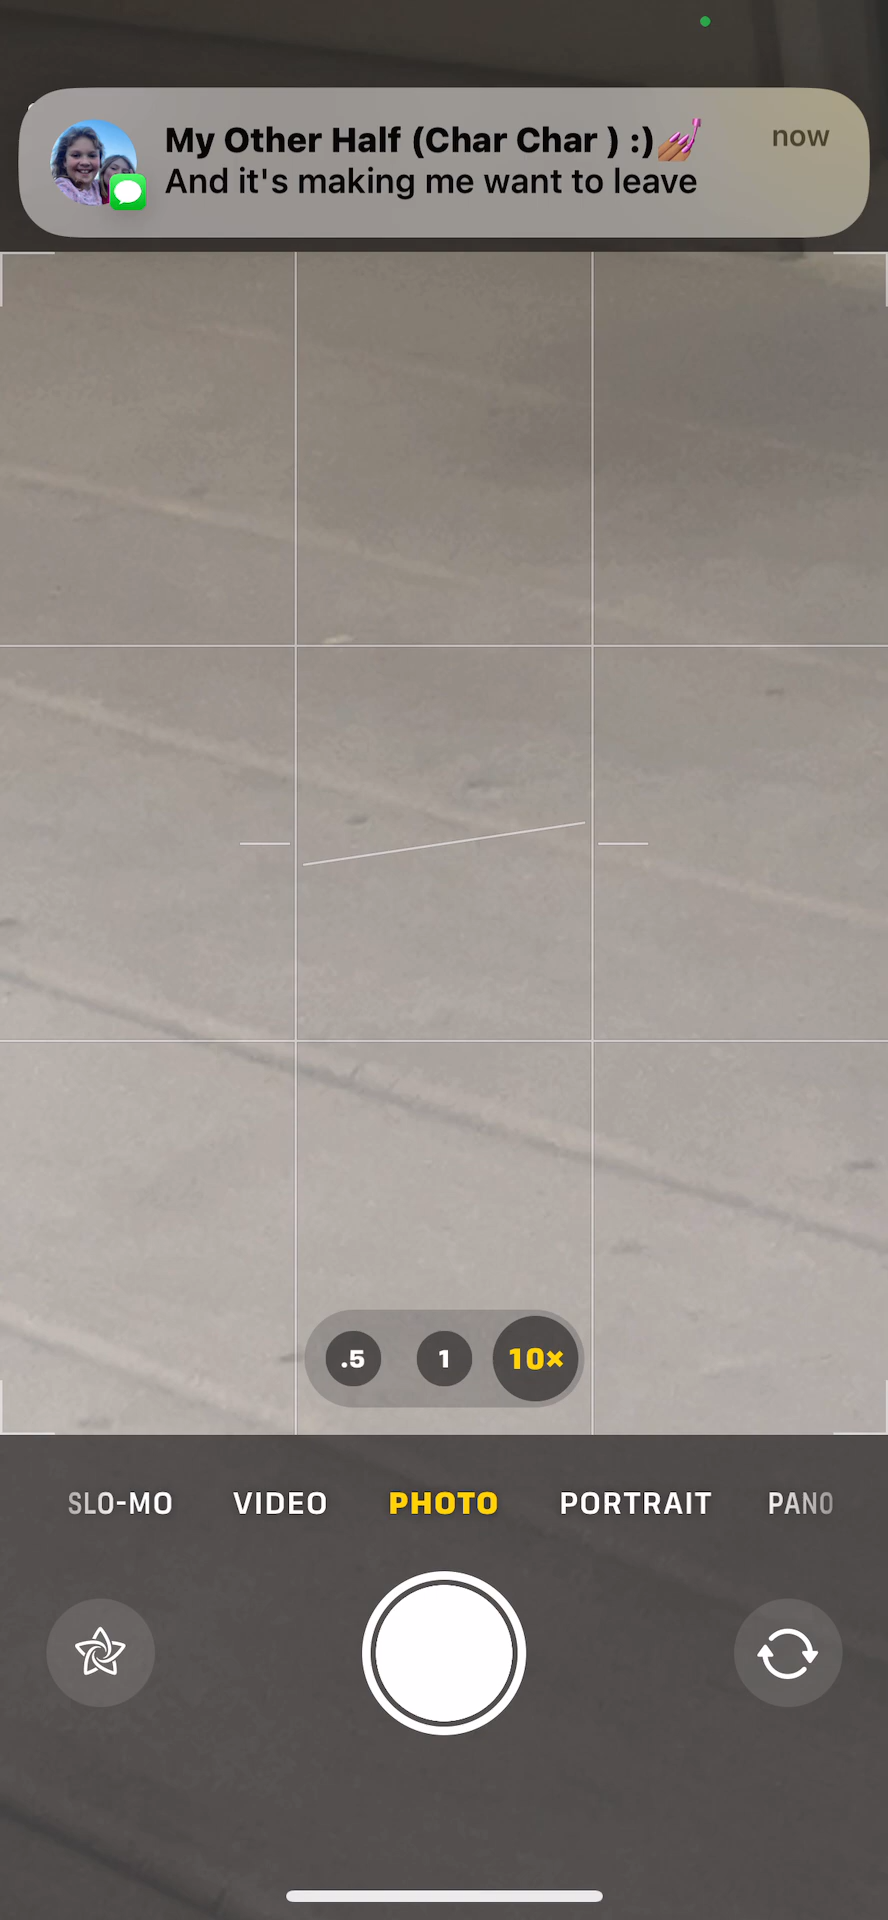 My Other Half (Char Char ) :)💅🏽
now
And it's making me want to leave
.5 1 10×
SLO-MO VIDEO PHOTO PORTRAIT PANO